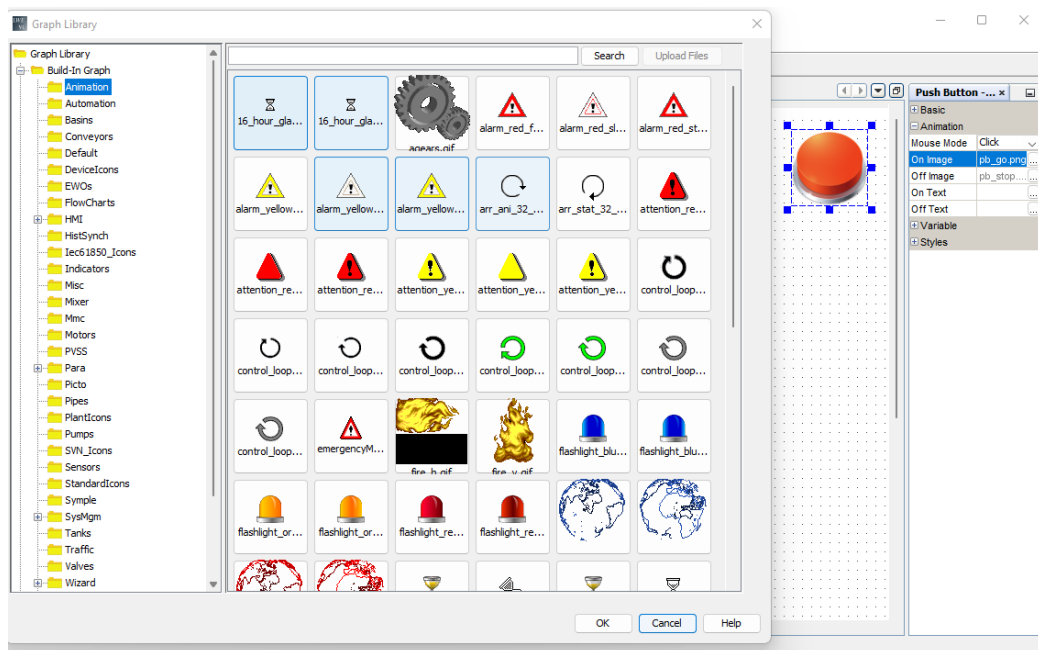 Graph Library
Graph Library
Build-In Graph
Animation
Automation
Basins
Conveyors
Default
DeviceIcons
EWOs
FlowCharts
HMI
HistSynch
Iec61850_Icons
Indicators
Misc
Mixer
Mmc
Motors
PVSS
Para
Picto
Pipes
PlantIcons
Pumps
SVN_Icons
Sensors
StandardIcons
Symple
SysMgm
Tanks
Traffic
Valves
Wizard
Search Upload Files
16_hour_gla... 16_hour_gla... agears.gif alarm_red_f... alarm_red_sl... alarm_red_st...
alarm_yellow... alarm_yellow... alarm_yellow... arr_ani_32_... arr_stat_32_... attention_re...
attention_re... attention_re... attention_ye... attention_ye... attention_ye... control_loop...
control_loop... control_loop... control_loop... control_loop... control_loop... control_loop...
control_loop... emergencyM... fire_h.gif fire_v.gif flashlight_blu... flashlight_blu...
flashlight_or... flashlight_or... flashlight_re... flashlight_re...
OK Cancel Help
Push Button -...
Basic
Animation
Mouse Mode Click
On Image pb_go.png ...
Off Image pb_stop.... ...
On Text ...
Off Text ...
Variable
Styles